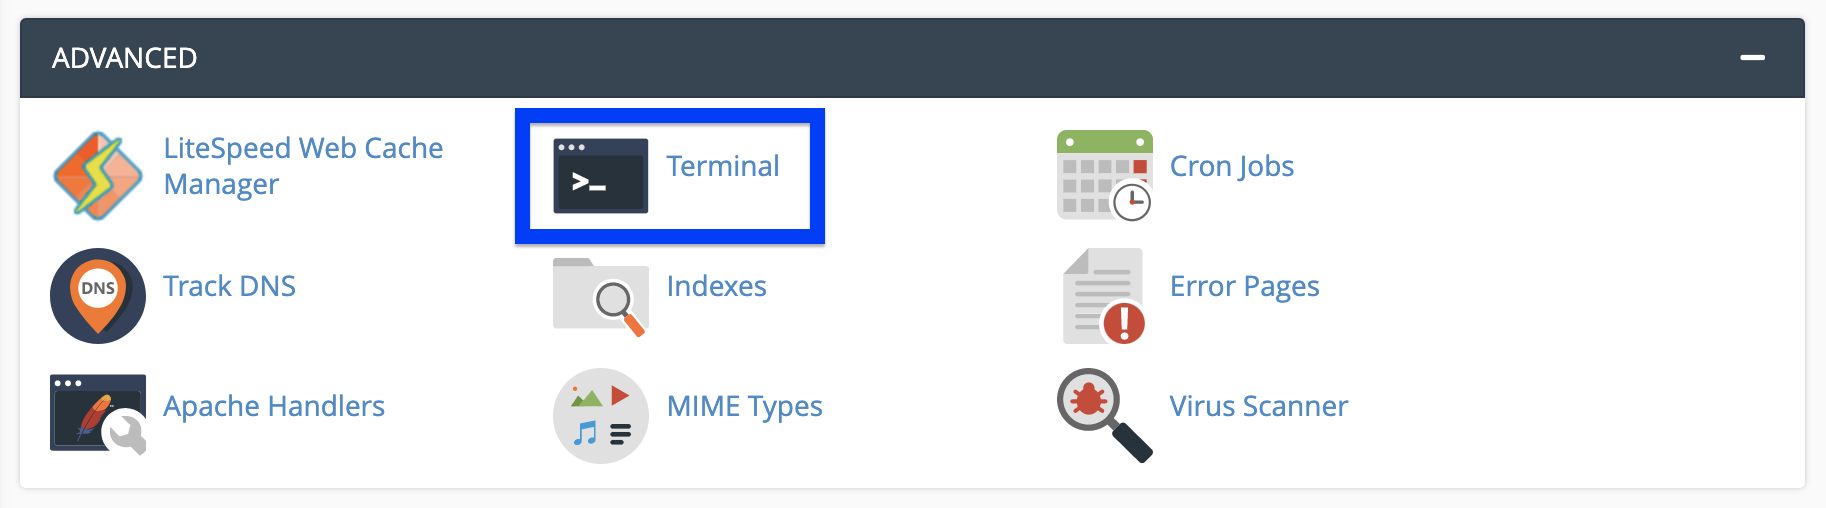 ADVANCED
LiteSpeed Web Cache
Manager
>_
Terminal
Cron Jobs
DNS
Track DNS
Indexes
Error Pages
Apache Handlers
MIME Types
Virus Scanner